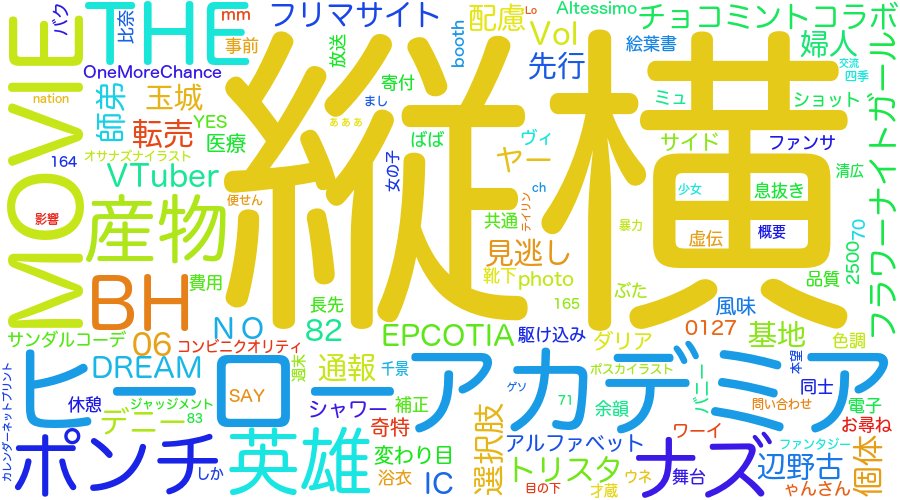 縦横
MOVIE
THE
ヒーローアカデミア
産物
BH
ポンチ
英雄
ナズ
フラワーナイトガール
チョコミントコラボ
フリマサイト
配慮
Altessimo
Lo
Vol
先行
婦人
交流
四季
絵葉書
ミュ
ショット
サイド
ファンサ
清広
バク
比奈
mm
事前
放送
booth
OneMoreChance
寄付
まし
nation
師弟
玉城
転売
YES
医療
ぁぁぁ
ばば
ヴィ
ヤー
164
オサナズナイラスト
VTuber
女の子
ch
便せん
共通
テイリン
少女
息抜き
暴力
虚伝
概要
影響
見逃し
靴下
photo
165
ぶた
品質
2500
70
費用
長先
風味
サンダルコーデ
06
NO
82
EPCOTIA
駆け込み
ダリア
0127
基地
色調
コンビニクオリティ
DREAM
週末
通報
千景
ポスカイラスト
本望
バニー
同士
SAY
ゲソ
71
余韻
問い合わせ
電子
カレンダーネットプリント
休憩
ジャッジメント
83
シャワー
補正
奇特
選択肢
お尋ね
デニー
アルファベット
ワーイ
ファンタジー
個体
しか
変わり目
浴衣
IC
トリスタ
ウネ
舞台
辺野古
目の下
才蔵
ゃんさん